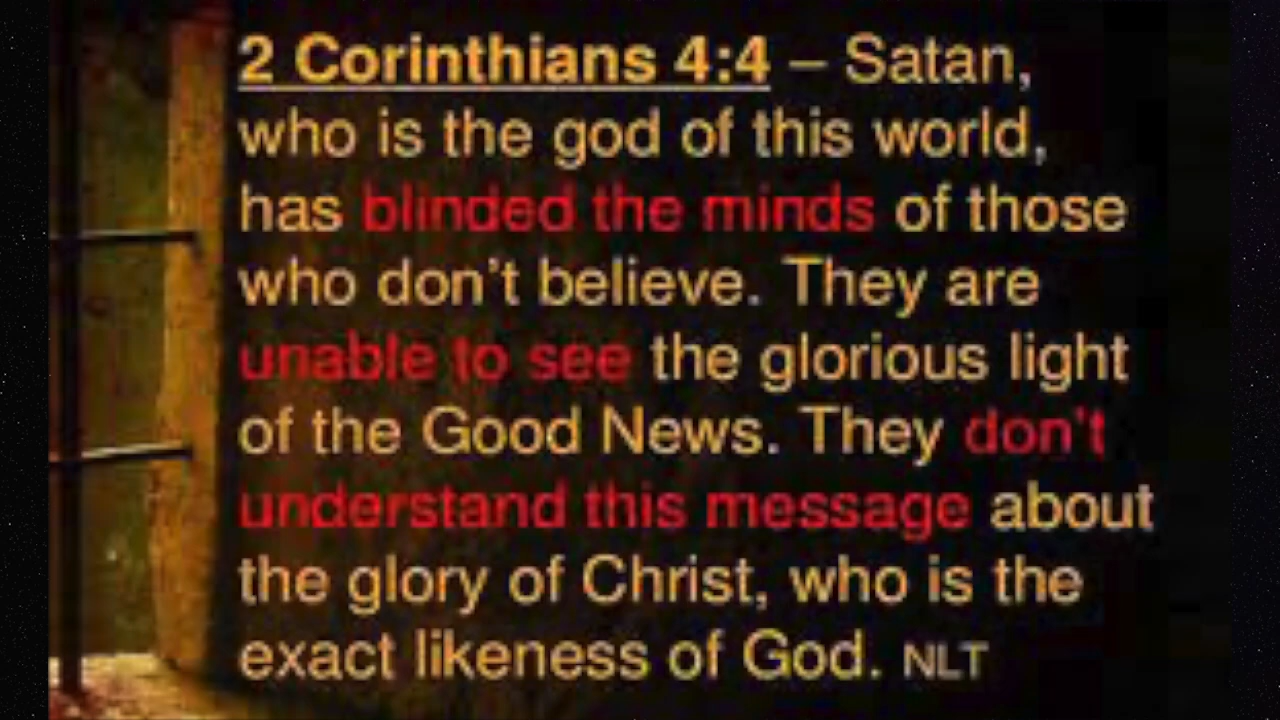 2 Corinthians 4:4 – Satan,
who is the god of this world,
has blinded the minds of those
who don’t believe. They are
unable to see the glorious light
of the Good News. They don't
understand this message about
the glory of Christ, who is the
exact likeness of God. NLT